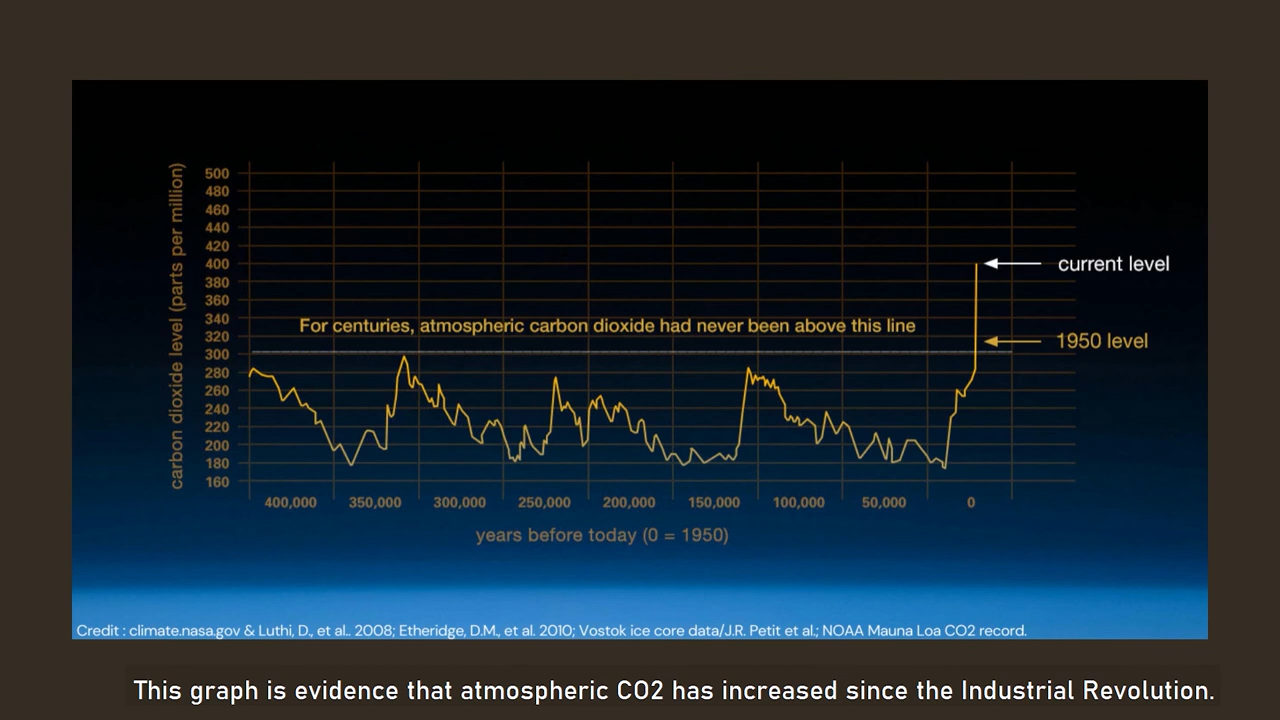 carbon dioxide level (parts per million)
500
480
460
440
420
400
380
360
340
320
300
280
260
240
220
200
180
160
For centuries, atmospheric carbon dioxide had never been above this line
current level
1950 level
400,000 350,000 300,000 250,000 200,000 150,000 100,000 50,000 0
years before today (0 = 1950)
Credit : climate.nasa.gov & Luthi, D., et al.. 2008; Etheridge, D.M., et al. 2010; Vostok ice core data/J.R. Petit et al.; NOAA Mauna Loa CO2 record.
This graph is evidence that atmospheric CO2 has increased since the Industrial Revolution.